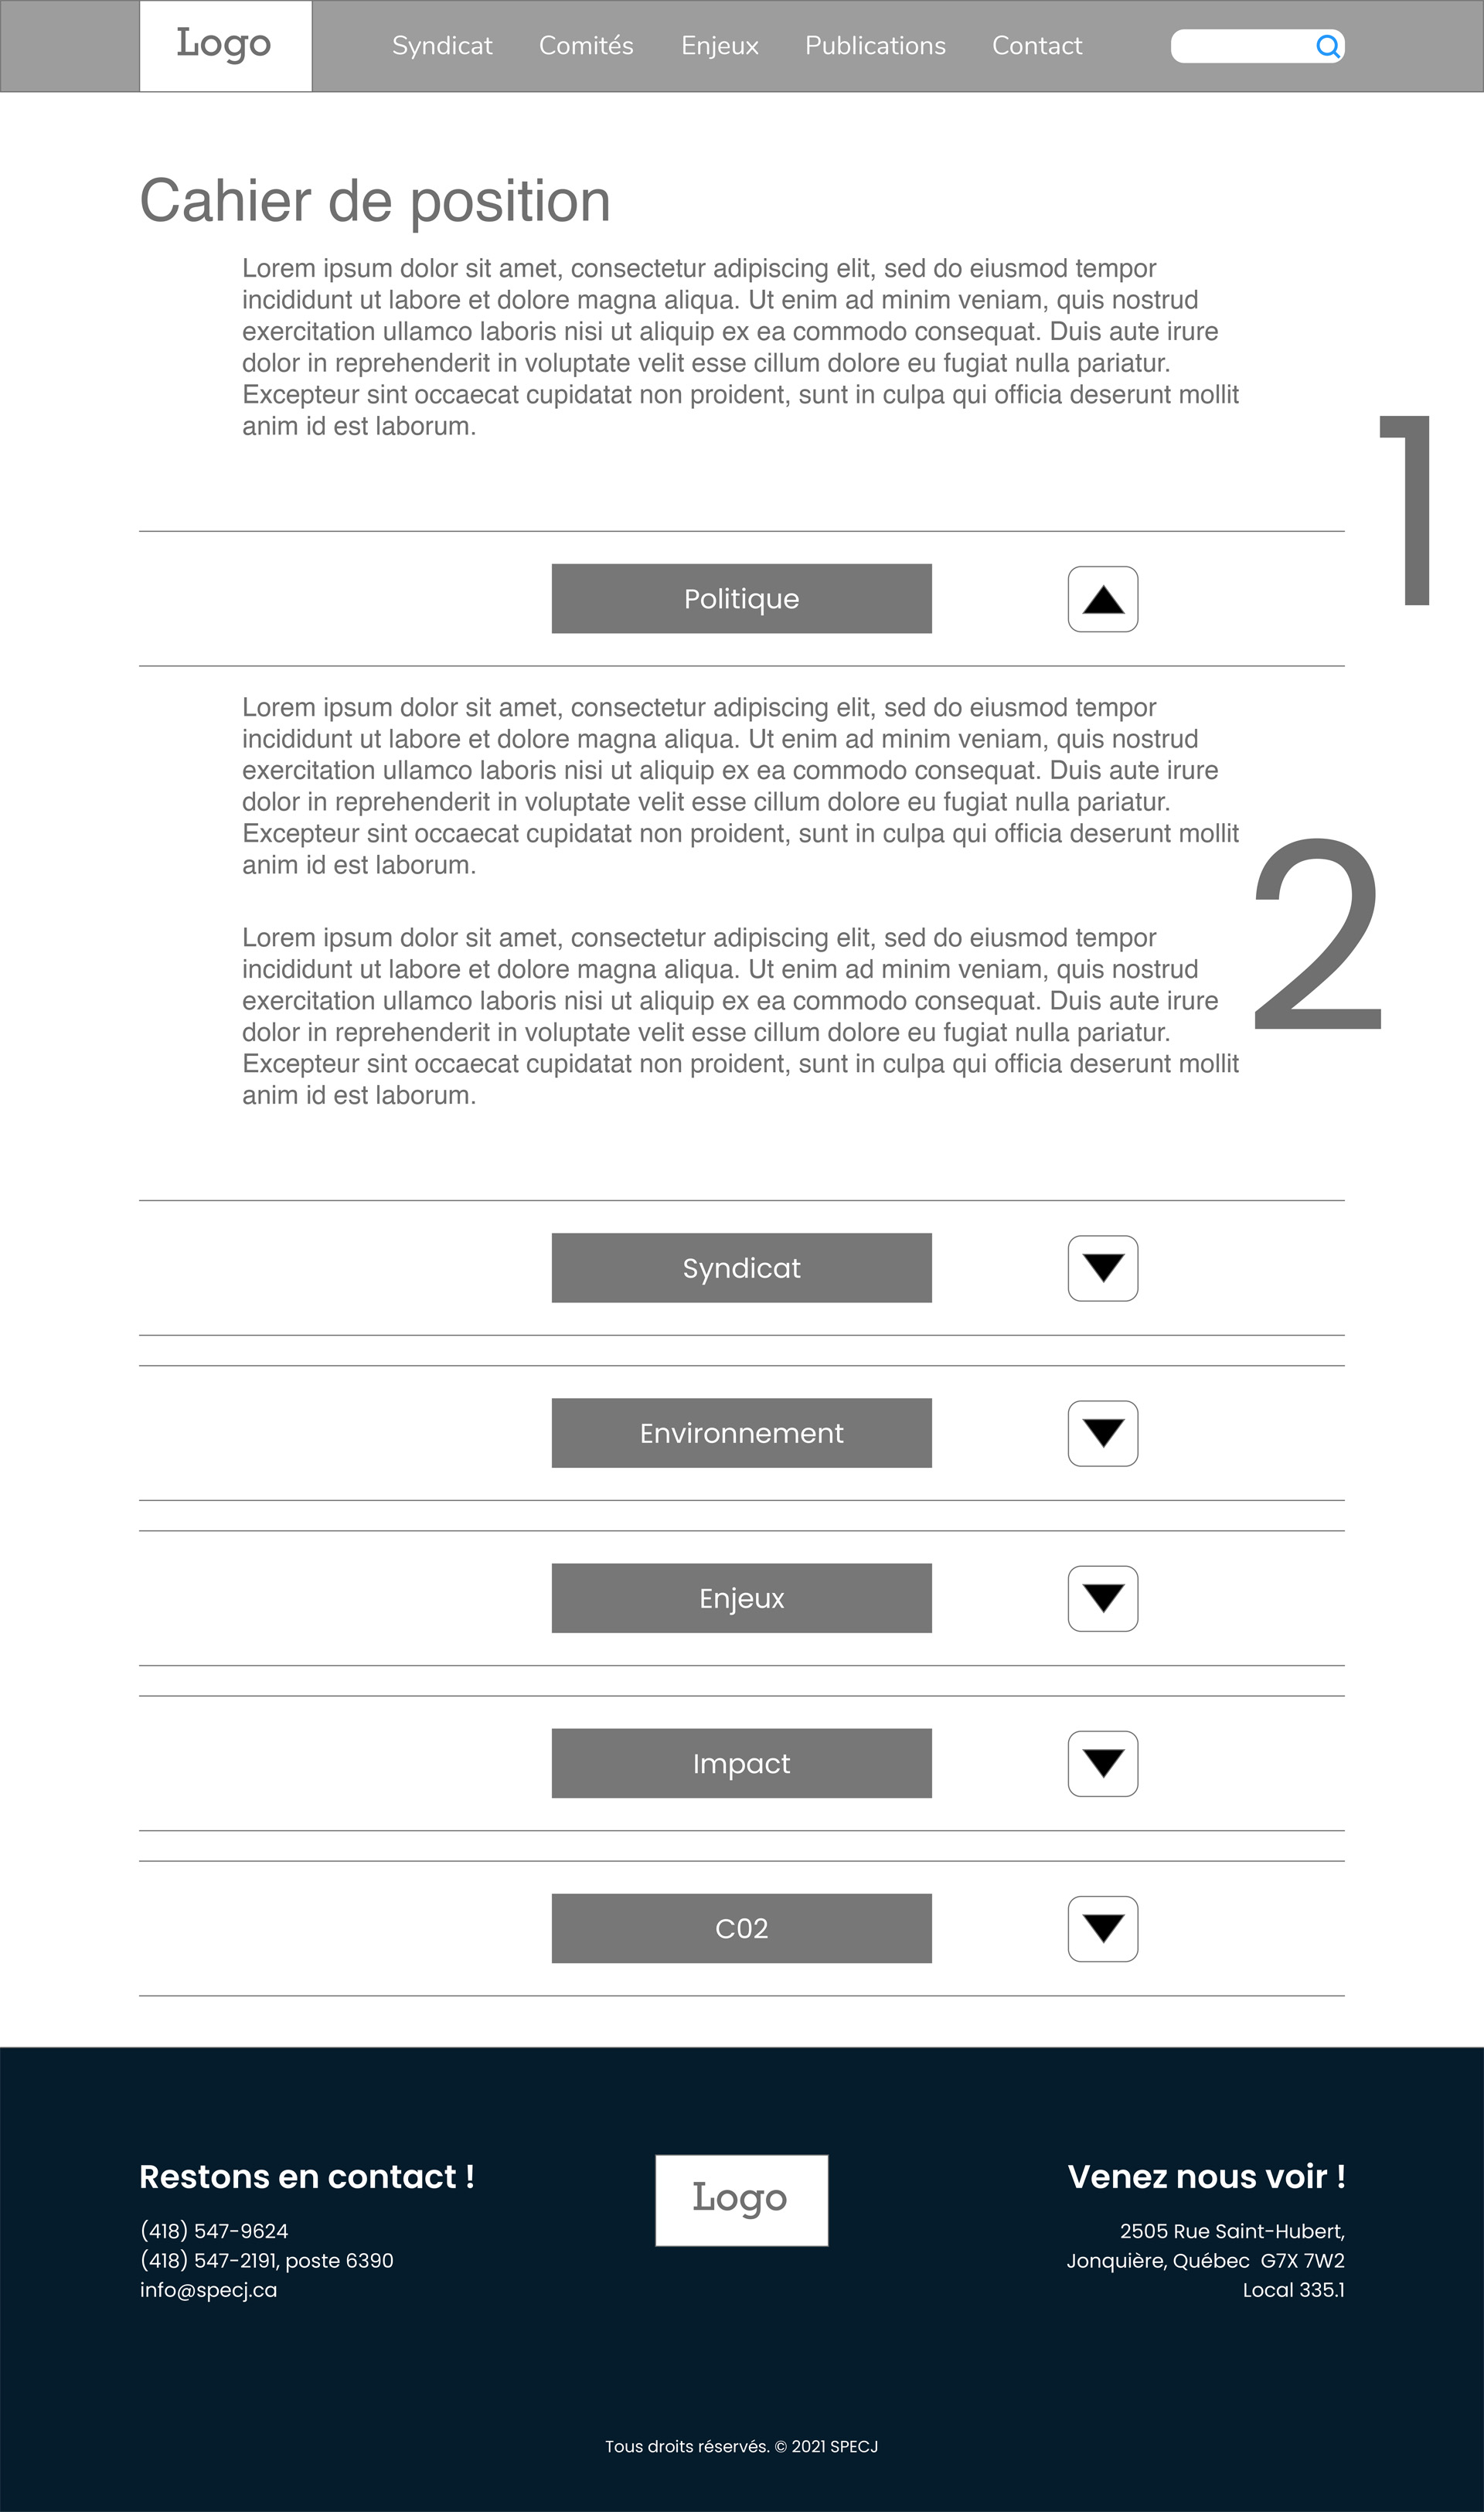 Logo
Syndicat Comités Enjeux Publications Contact
Cahier de position
Lorem ipsum dolor sit amet, consectetur adipiscing elit, sed do eiusmod tempor
incididunt ut labore et dolore magna aliqua. Ut enim ad minim veniam, quis nostrud
exercitation ullamco laboris nisi ut aliquip ex ea commodo consequat. Duis aute irure
dolor in reprehenderit in voluptate velit esse cillum dolore eu fugiat nulla pariatur.
Excepteur sint occaecat cupidatat non proident, sunt in culpa qui officia deserunt mollit
anim id est laborum.
1
Politique
Lorem ipsum dolor sit amet, consectetur adipiscing elit, sed do eiusmod tempor
incididunt ut labore et dolore magna aliqua. Ut enim ad minim veniam, quis nostrud
exercitation ullamco laboris nisi ut aliquip ex ea commodo consequat. Duis aute irure
dolor in reprehenderit in voluptate velit esse cillum dolore eu fugiat nulla pariatur.
Excepteur sint occaecat cupidatat non proident, sunt in culpa qui officia deserunt mollit
anim id est laborum.
2
Lorem ipsum dolor sit amet, consectetur adipiscing elit, sed do eiusmod tempor
incididunt ut labore et dolore magna aliqua. Ut enim ad minim veniam, quis nostrud
exercitation ullamco laboris nisi ut aliquip ex ea commodo consequat. Duis aute irure
dolor in reprehenderit in voluptate velit esse cillum dolore eu fugiat nulla pariatur.
Excepteur sint occaecat cupidatat non proident, sunt in culpa qui officia deserunt mollit
anim id est laborum.
Syndicat
Environnement
Enjeux
Impact
C02
Restons en contact !
(418) 547-9624
(418) 547-2191, poste 6390
info@specj.ca
Logo
Venez nous voir !
2505 Rue Saint-Hubert,
Jonquière, Québec  G7X 7W2
Local 335.1
Tous droits réservés. © 2021 SPECJ